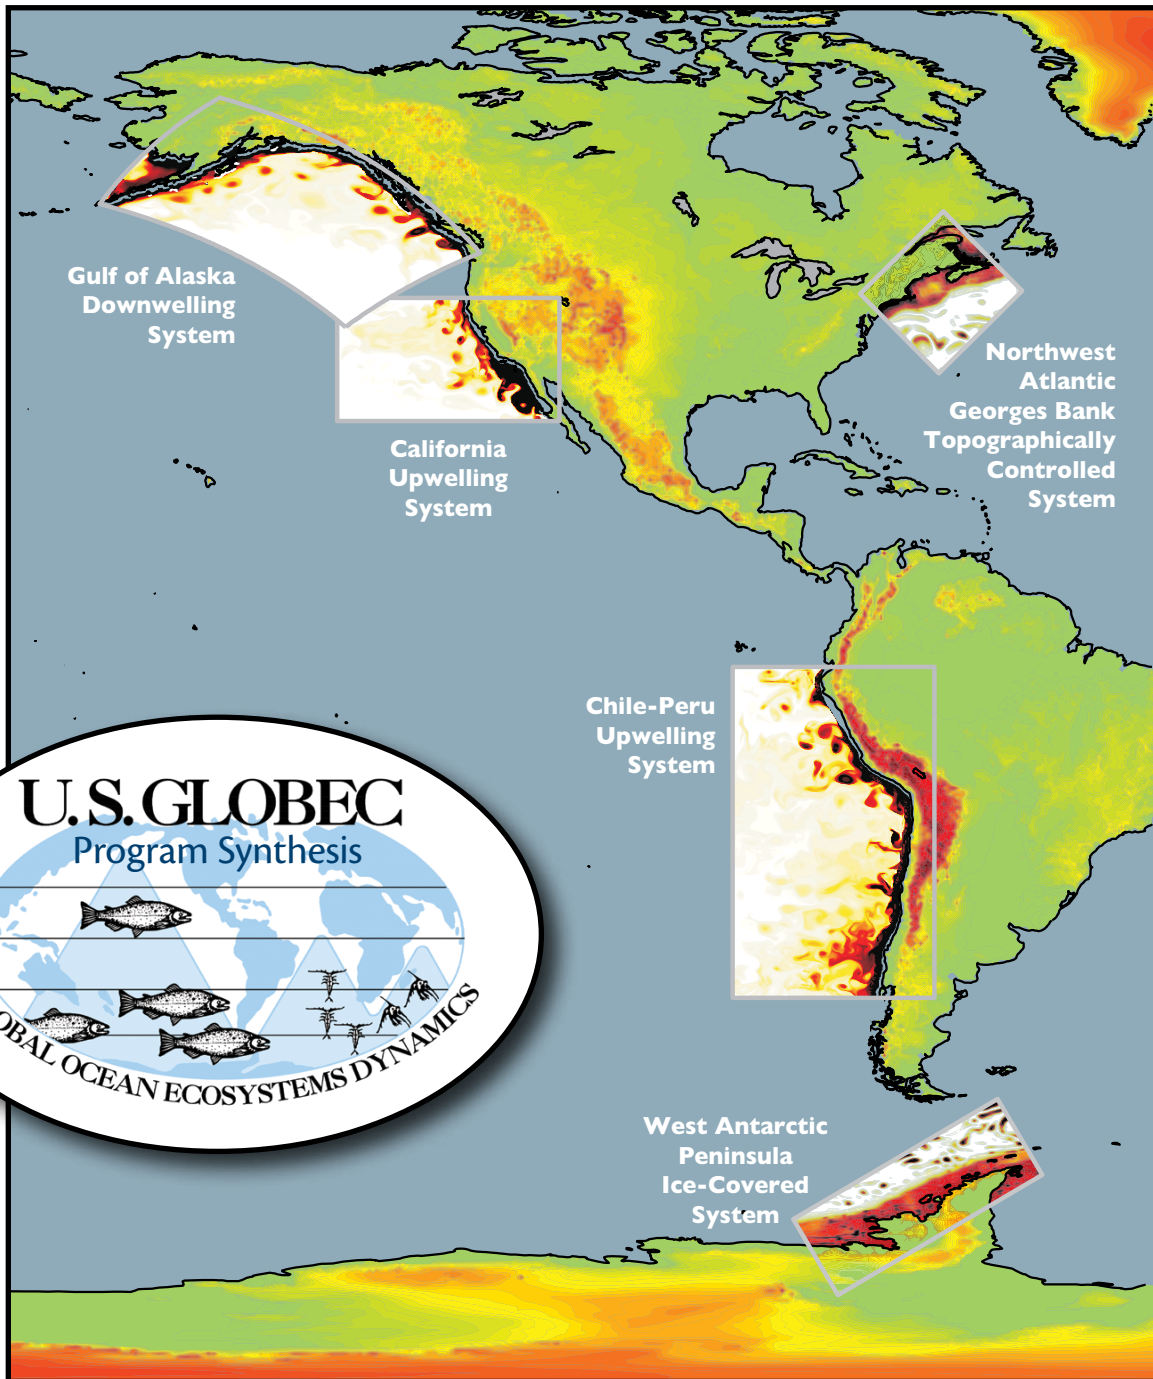 Gulf of Alaska
Downwelling
System
California
Upwelling
System
Northwest
Atlantic
Georges Bank
Topographically
Controlled
System
Chile-Peru
Upwelling
System
U.S. GLOBEC
Program Synthesis
OBAL OCEAN ECOSYSTEMS DYNAMICS
West Antarctic
Peninsula
Ice-Covered
System